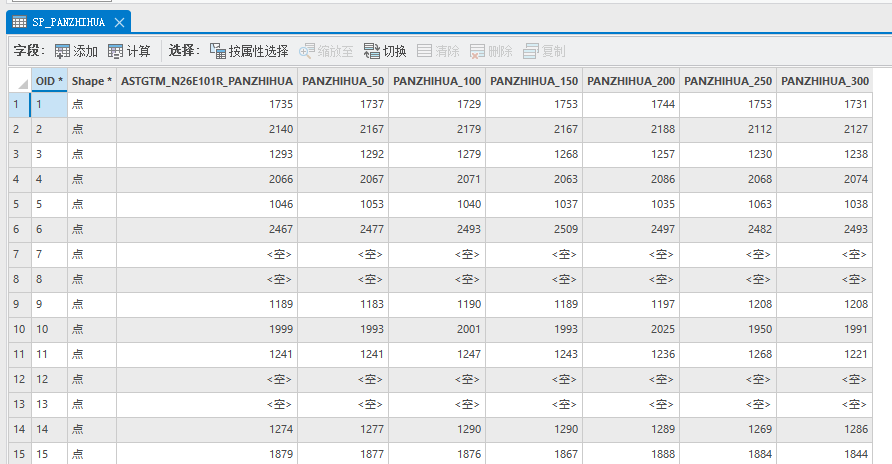 SP_PANZHIHUA
字段: 添加 计算 选择: 按属性选择 缩放至 切换 清除 删除 复制
OID * Shape * ASTGTM_N26E101R_PANZHIHUA PANZHIHUA_50 PANZHIHUA_100 PANZHIHUA_150 PANZHIHUA_200 PANZHIHUA_250 PANZHIHUA_300
1 1 点 1735 1737 1729 1753 1744 1753 1731
2 2 点 2140 2167 2179 2167 2188 2112 2127
3 3 点 1293 1292 1279 1268 1257 1230 1238
4 4 点 2066 2067 2071 2063 2086 2068 2074
5 5 点 1046 1053 1040 1037 1035 1063 1038
6 6 点 2467 2477 2493 2509 2497 2482 2493
7 7 点 <空> <空> <空> <空> <空> <空> <空>
8 8 点 <空> <空> <空> <空> <空> <空> <空>
9 9 点 1189 1183 1190 1189 1197 1208 1208
10 10 点 1999 1993 2001 1993 2025 1950 1991
11 11 点 1241 1241 1247 1243 1236 1268 1221
12 12 点 <空> <空> <空> <空> <空> <空> <空>
13 13 点 <空> <空> <空> <空> <空> <空> <空>
14 14 点 1274 1277 1290 1290 1289 1269 1286
15 15 点 1879 1877 1876 1867 1888 1884 1844